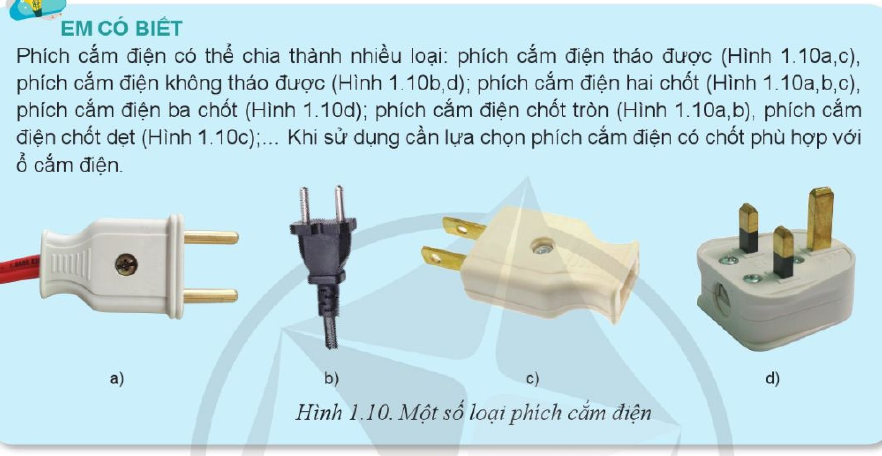 EM CÓ BIẾT
Phích cắm điện có thể chia thành nhiều loại: phích cắm điện tháo được (Hình 1.10a,c),
phích cắm điện không tháo được (Hình 1.10b,d); phích cắm điện hai chốt (Hình 1.10a,b,c),
phích cắm điện ba chốt (Hình 1.10d); phích cắm điện chốt tròn (Hình 1.10a,b), phích cắm
điện chốt dẹt (Hình 1.10c);... Khi sử dụng cần lựa chọn phích cắm điện có chốt phù hợp với
ổ cắm điện.
a)
b)
c)
d)
Hình 1.10. Một số loại phích cắm điện